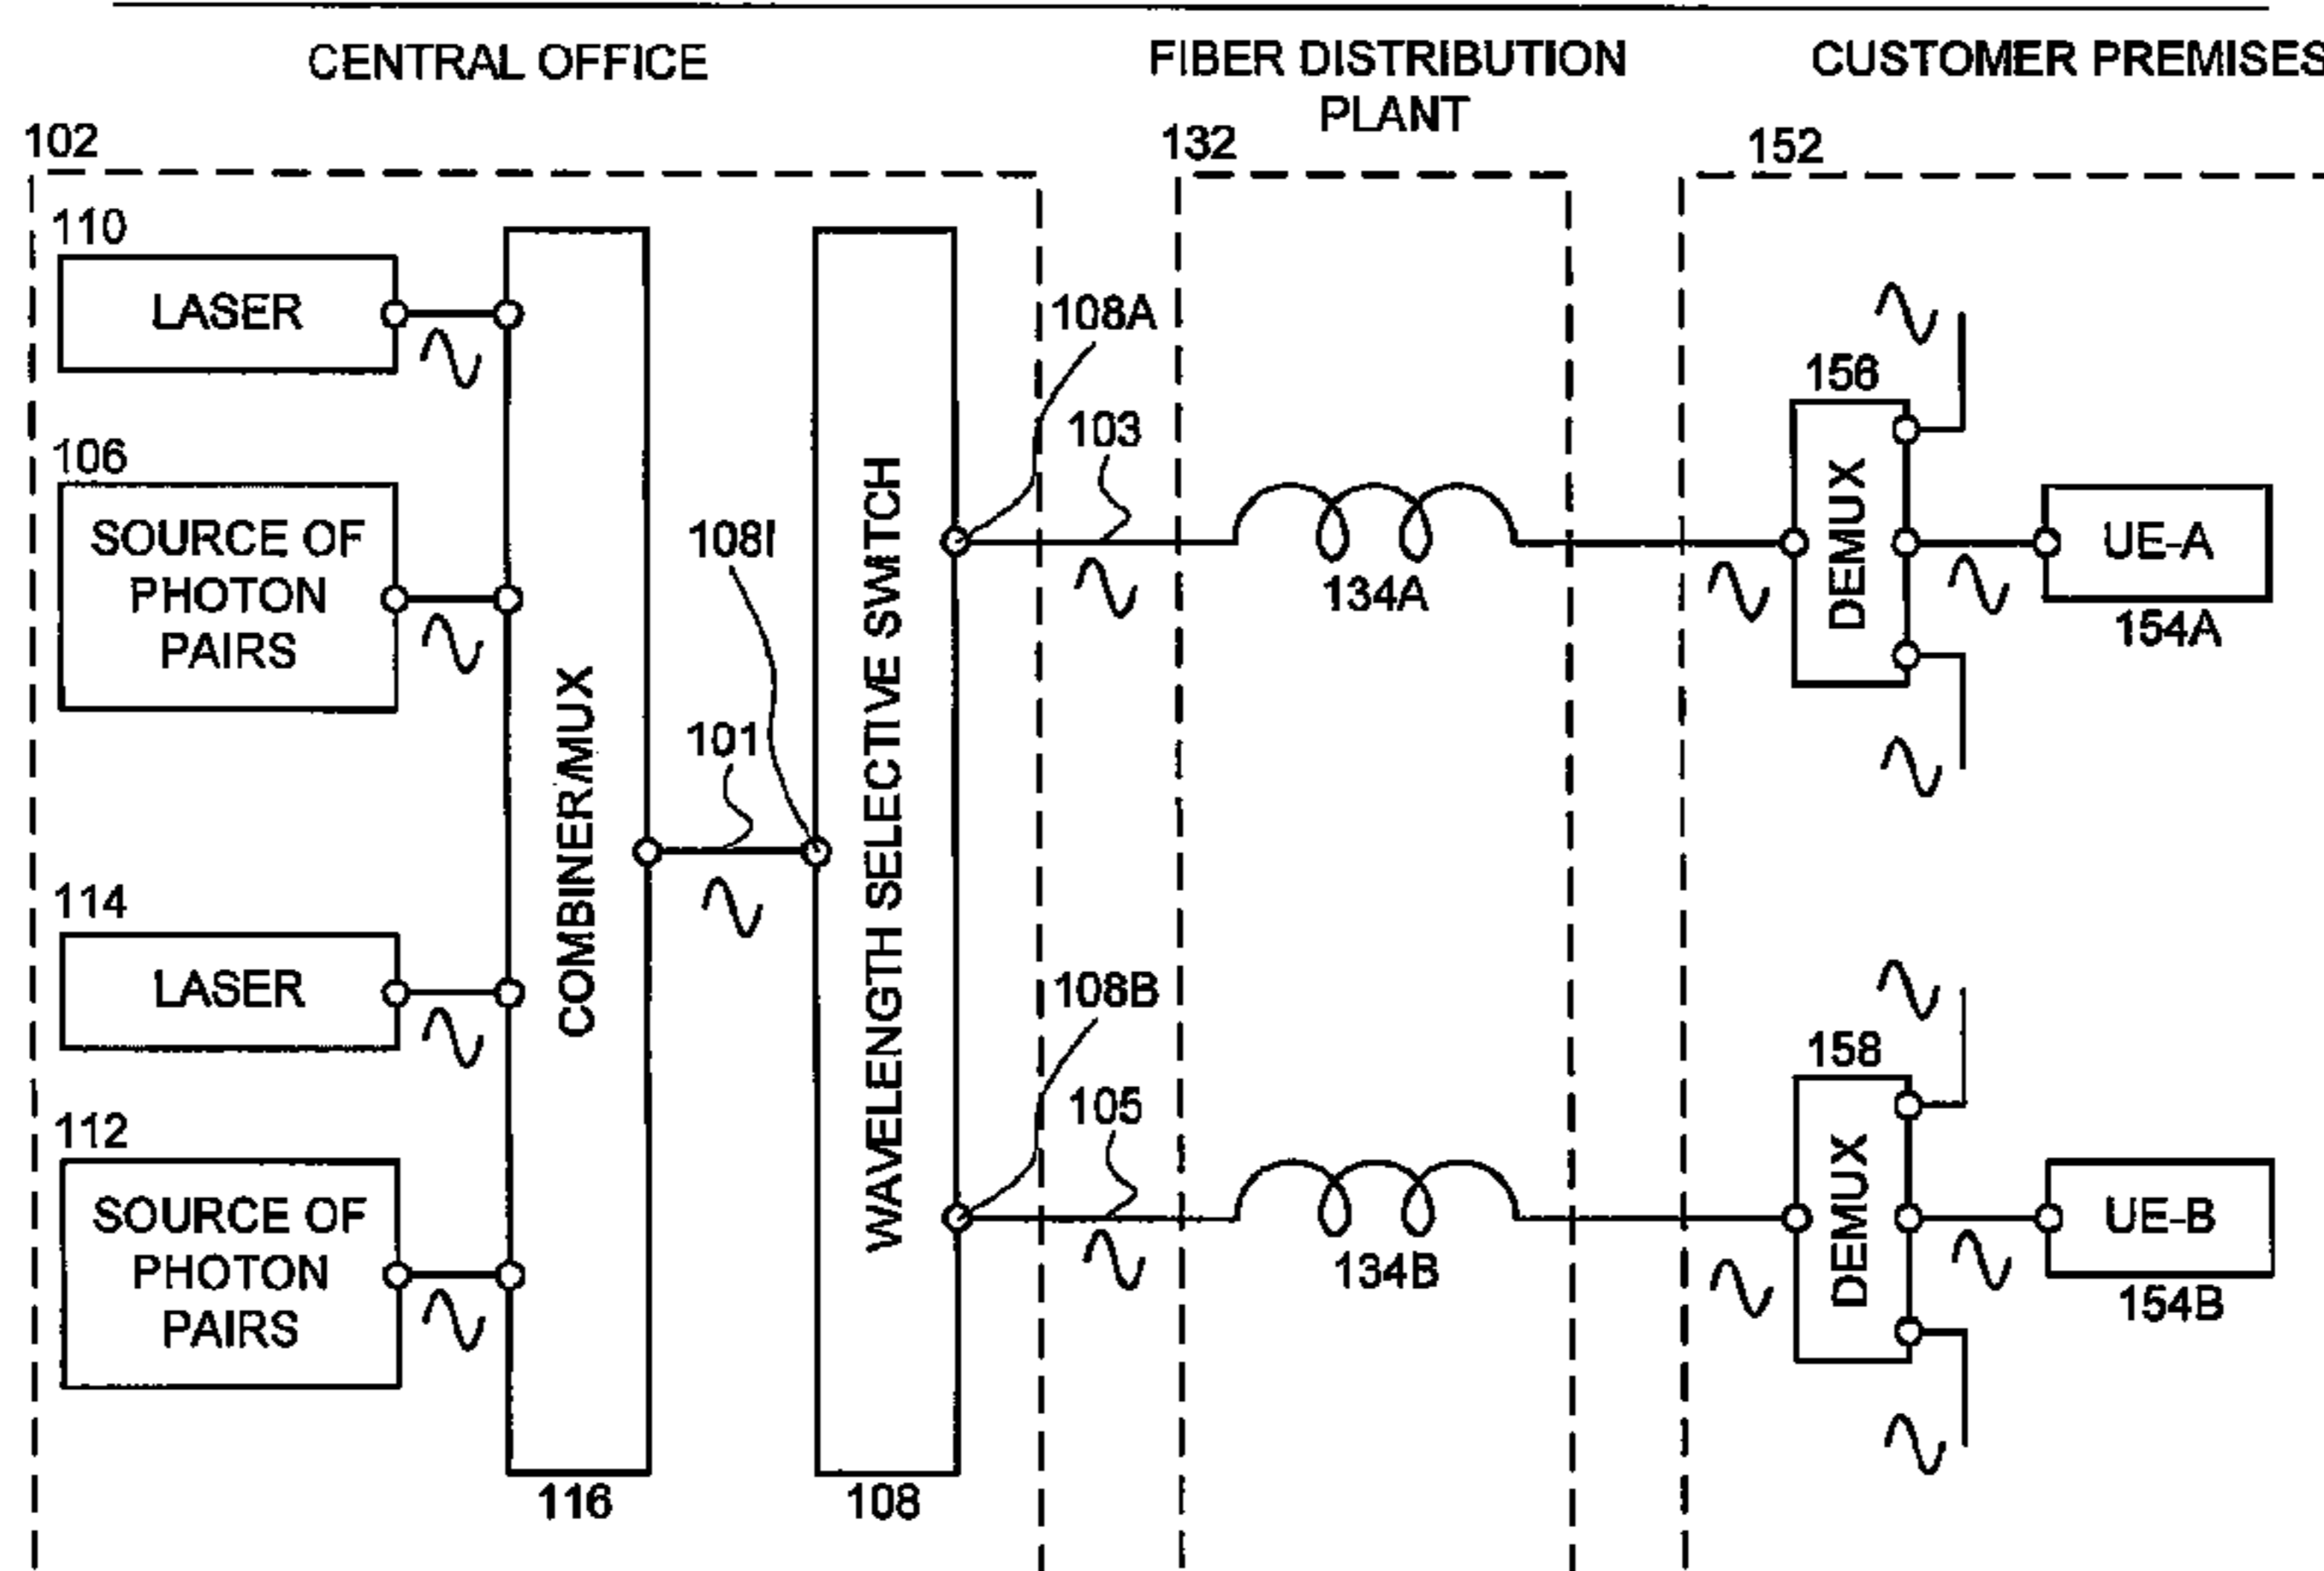 CENTRAL OFFICE
FIBER DISTRIBUTION
PLANT
CUSTOMER PREMISES
102
132
152
110
LASER
106
SOURCE OF
PHOTON
PAIRS
114
LASER
112
SOURCE OF
PHOTON
PAIRS
COMBINER/MUX
116
101
108I
WAVELENGTH SELECTIVE SWITCH
108
108A
103
134A
108B
105
134B
156
DEMUX
UE-A
154A
158
DEMUX
UE-B
154B